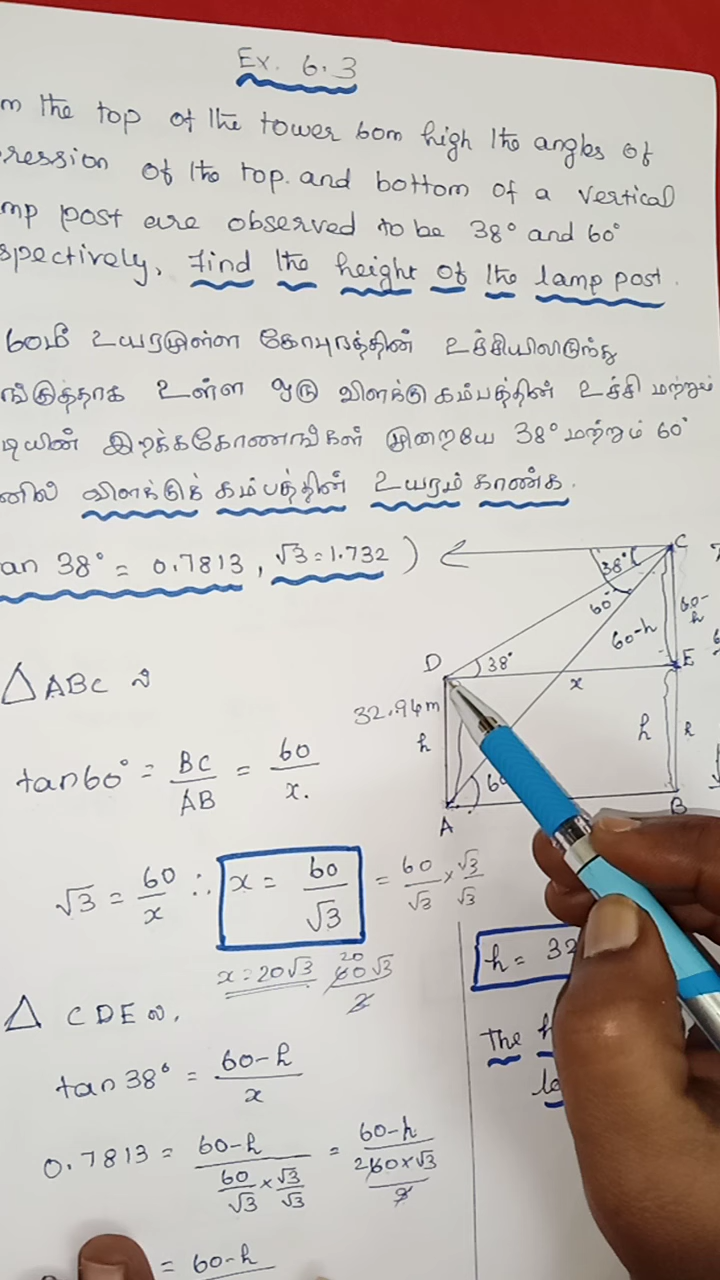 Ex. 6.3
m the top of the tower 60m high the angles of
ression of the top. and bottom of a vertical
mp post are observed to be 38° and 60°
spectively, Find the height of the lamp post.
60மீ உயரமுள்ள கோபுரத்தின் உச்சியிலிருந்து
ங்குத்தாக உள்ள ஒரு விளக்கு கம்பத்தின் உச்சி மற்றும்
டியின் இறக்ககோணங்கள் முறையே 38° மற்றும் 60°
னில் விளக்குக் கம்பத்தின் உயரம் காண்க.
an 38° = 0.7813, √3 = 1.732 )
C
38°
60°
60-h
60-h
D
38°
E
x
32.94m
h
h
A
B
△ ABC ல்
tan60° = BC/AB = 60/x.
√3 = 60/x ∴ x = 60/√3 = 60/√3 × √3/√3
x = 20√3
20
60√3
△ CDE ல்,
tan 38° = 60-h/x
0.7813 = 60-h / 60/√3 × √3/√3 = 60-h
= 60-h
h = 32
The h